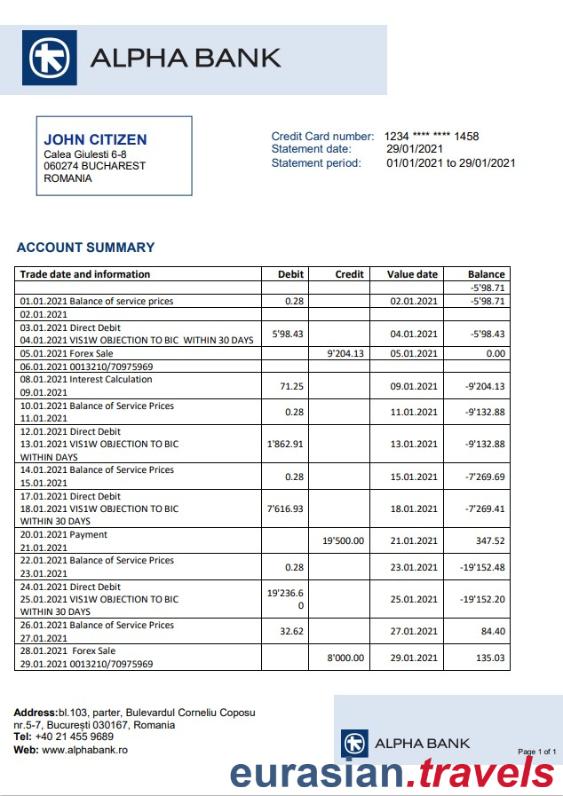 ALPHA BANK
JOHN CITIZEN
Calea Giulesti 6-8
060274 BUCHAREST
ROMANIA
Credit Card number: 1234 **** **** 1458
Statement date: 29/01/2021
Statement period: 01/01/2021 to 29/01/2021
ACCOUNT SUMMARY
Trade date and information Debit Credit Value date Balance
-5'98.71
01.01.2021 Balance of service prices 0.28 02.01.2021 -5'98.71
02.01.2021
03.01.2021 Direct Debit
04.01.2021 VIS1W OBJECTION TO BIC WITHIN 30 DAYS 5'98.43 04.01.2021 -5'98.43
05.01.2021 Forex Sale 9'204.13 05.01.2021 0.00
06.01.2021 0013210/70975969
08.01.2021 Interest Calculation
09.01.2021 71.25 09.01.2021 -9'204.13
10.01.2021 Balance of Service Prices
11.01.2021 0.28 11.01.2021 -9'132.88
12.01.2021 Direct Debit
13.01.2021 VIS1W OBJECTION TO BIC 1'862.91 13.01.2021 -9'132.88
WITHIN DAYS
14.01.2021 Balance of Service Prices
15.01.2021 0.28 15.01.2021 -7'269.69
17.01.2021 Direct Debit
18.01.2021 VIS1W OBJECTION TO BIC 7'616.93 18.01.2021 -7'269.41
WITHIN 30 DAYS
20.01.2021 Payment
21.01.2021 19'500.00 21.01.2021 347.52
22.01.2021 Balance of Service Prices
23.01.2021 0.28 23.01.2021 -19'152.48
24.01.2021 Direct Debit
25.01.2021 VIS1W OBJECTION TO BIC 19'236.60 25.01.2021 -19'152.20
WITHIN 30 DAYS
26.01.2021 Balance of Service Prices
27.01.2021 32.62 27.01.2021 84.40
28.01.2021 Forex Sale
29.01.2021 0013210/70975969 8'000.00 29.01.2021 135.03
Address:bl.103, parter, Bulevardul Corneliu Coposu
nr.5-7, București 030167, Romania
Tel: +40 21 455 9689
Web: www.alphabank.ro
ALPHA BANK
Page 1 of 1
eurasian.travels